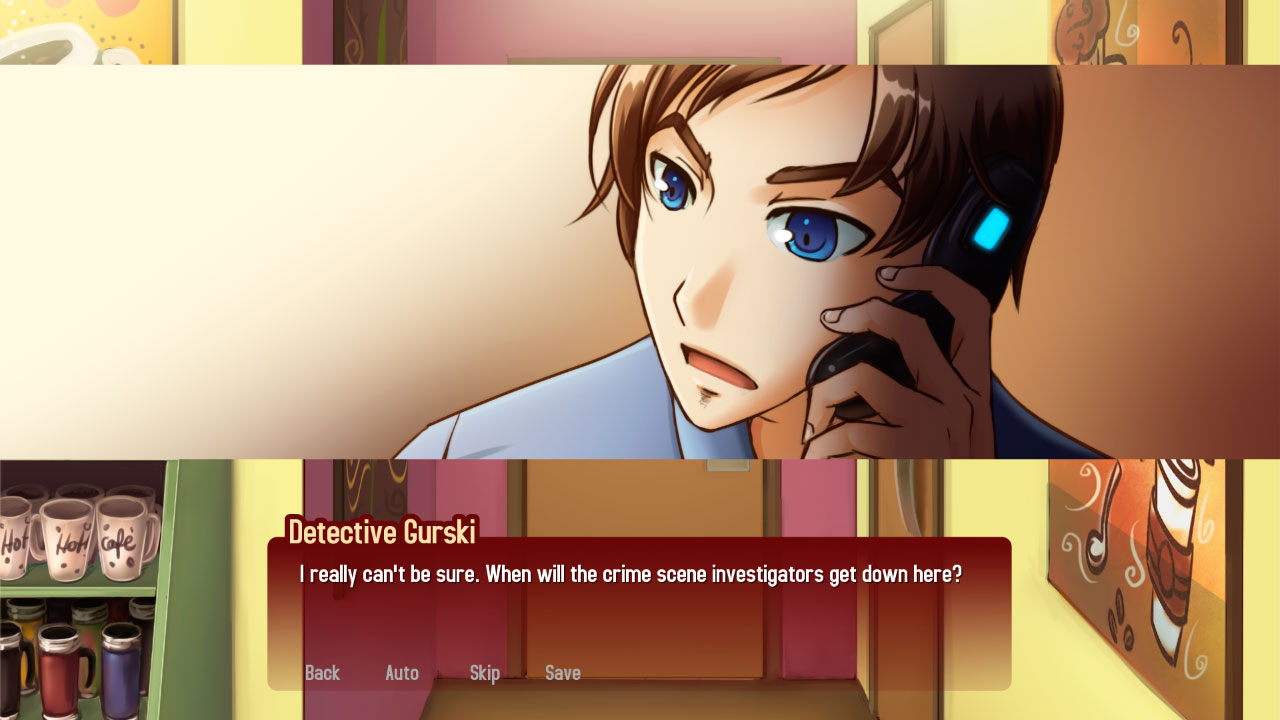 Hot
Hot
café
Detective Gurski
I really can't be sure. When will the crime scene investigators get down here?
Back Auto Skip Save